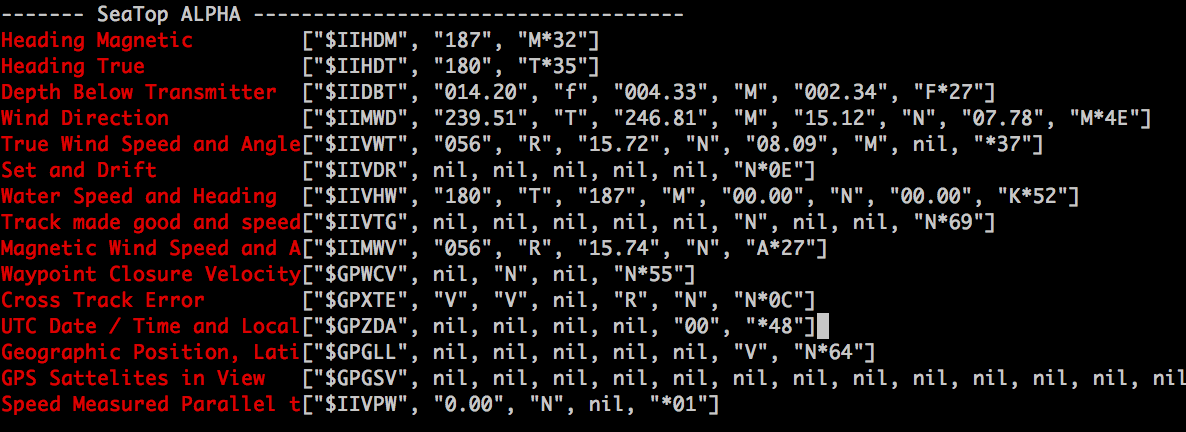 ------- SeaTop ALPHA ------------------------------------
Heading Magnetic ["$IIHDM", "187", "M*32"]
Heading True ["$IIHDT", "180", "T*35"]
Depth Below Transmitter ["$IIDBT", "014.20", "f", "004.33", "M", "002.34", "F*27"]
Wind Direction ["$IIMWD", "239.51", "T", "246.81", "M", "15.12", "N", "07.78", "M*4E"]
True Wind Speed and Angle["$IIVWT", "056", "R", "15.72", "N", "08.09", "M", nil, "*37"]
Set and Drift ["$IIVDR", nil, nil, nil, nil, nil, "N*0E"]
Water Speed and Heading ["$IIVHW", "180", "T", "187", "M", "00.00", "N", "00.00", "K*52"]
Track made good and speed["$IIVTG", nil, nil, nil, nil, nil, "N", nil, nil, "N*69"]
Magnetic Wind Speed and A["$IIMWV", "056", "R", "15.74", "N", "A*27"]
Waypoint Closure Velocity["$GPWCV", nil, "N", nil, "N*55"]
Cross Track Error ["$GPXTE", "V", "V", nil, "R", "N", "N*0C"]
UTC Date / Time and Local["$GPZDA", nil, nil, nil, nil, "00", "*48"]
Geographic Position, Lati["$GPGLL", nil, nil, nil, nil, nil, "V", "N*64"]
GPS Sattelites in View ["$GPGSV", nil, nil, nil, nil, nil, nil, nil, nil, nil, nil, nil, nil, nil
Speed Measured Parallel t["$IIVPW", "0.00", "N", nil, "*01"]